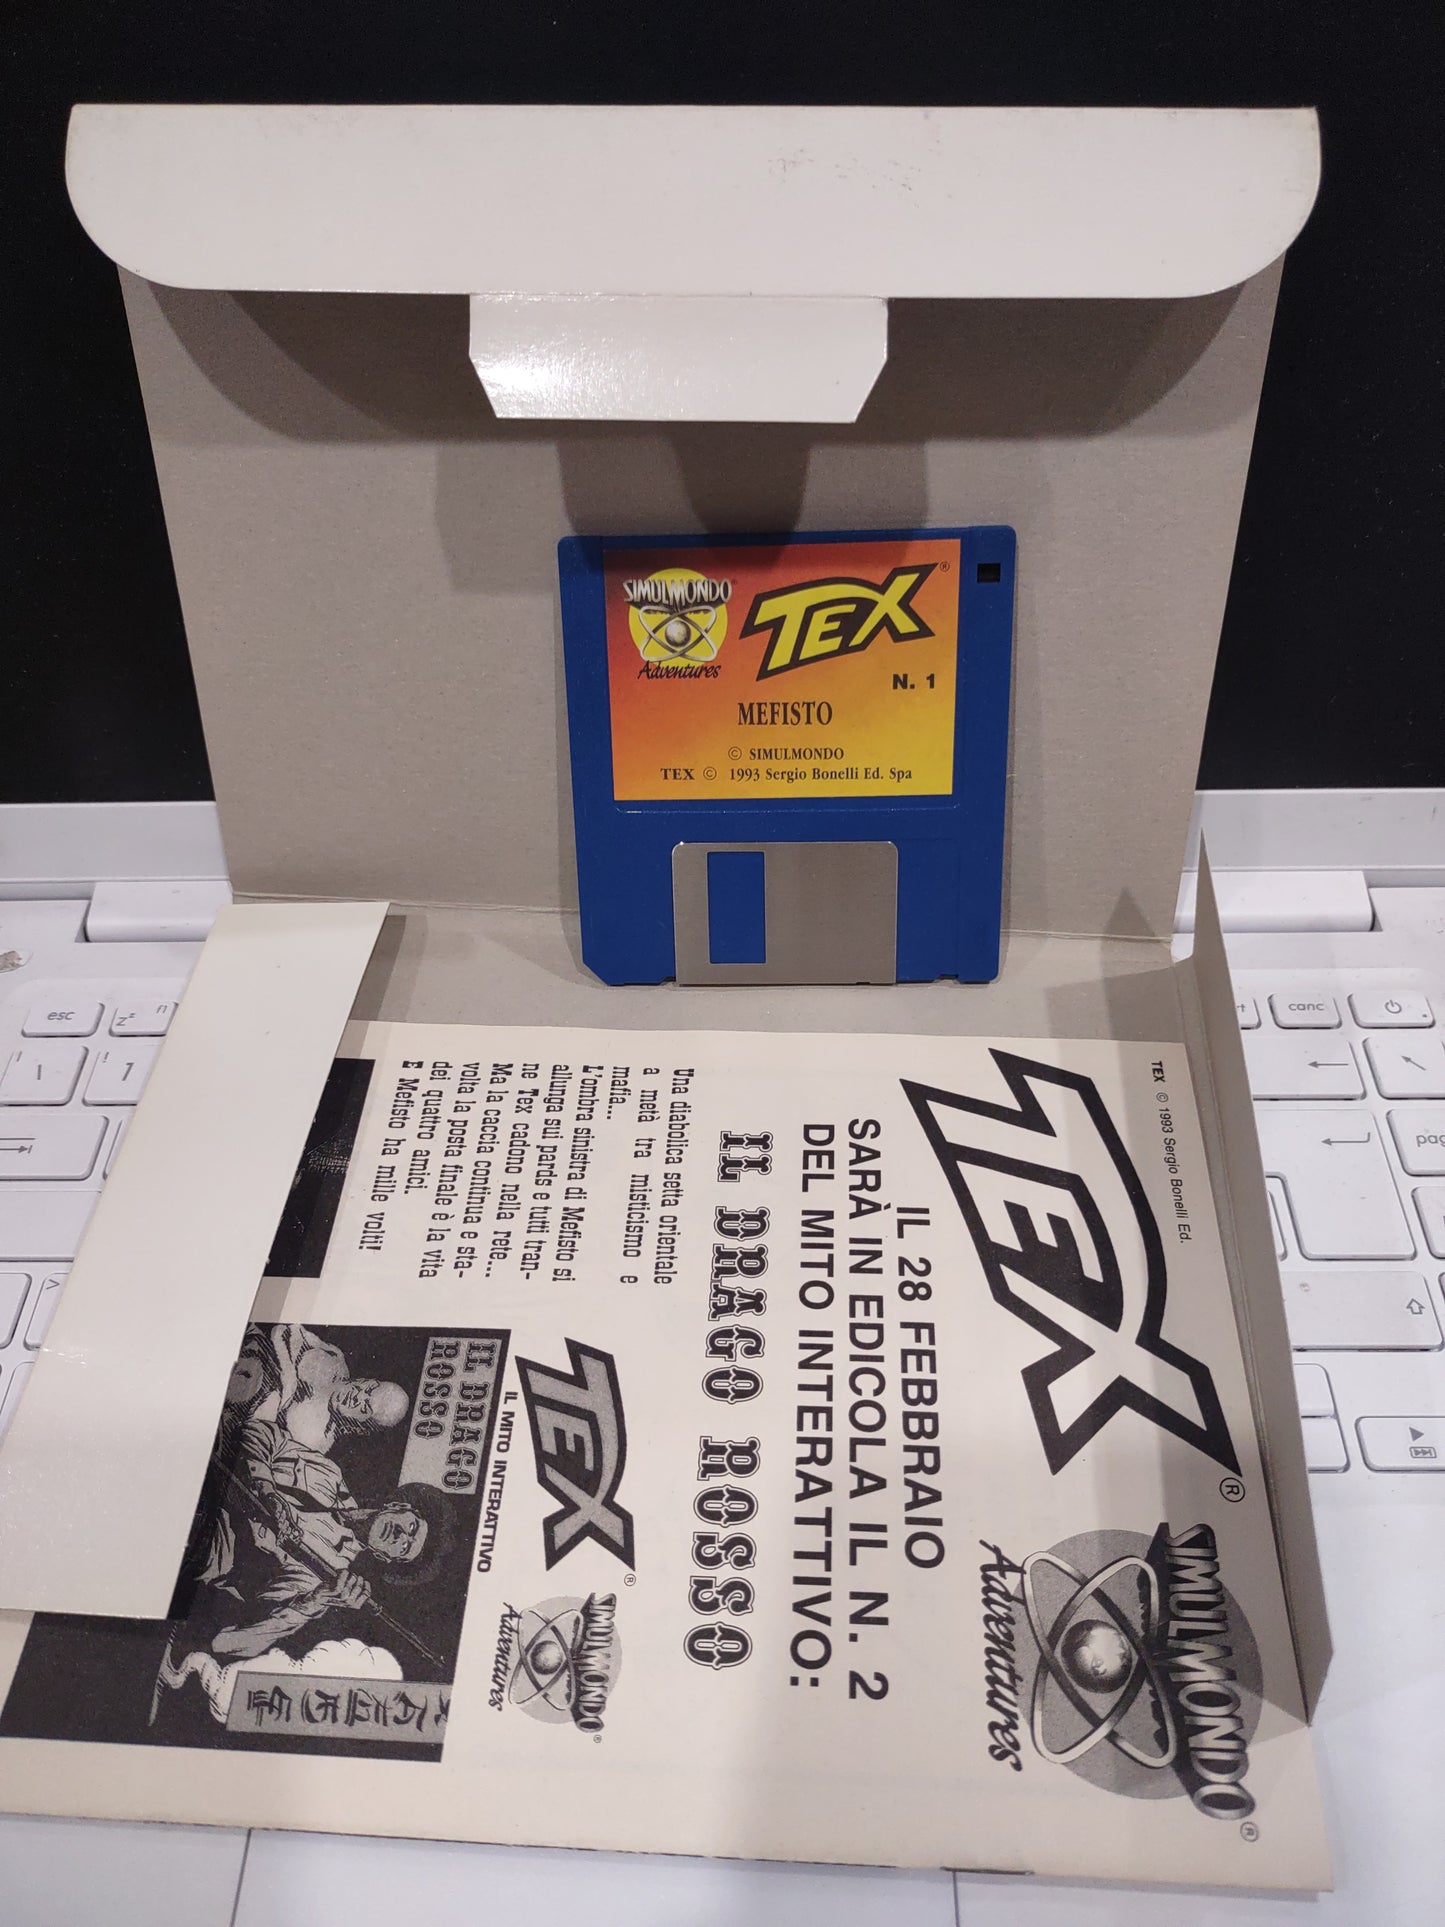 SIMULMONDO®
Adventures
TEX®
N. 1
MEFISTO
© SIMULMONDO
TEX © 1993 Sergio Bonelli Ed. Spa
TEX © 1993 Sergio Bonelli Ed.
TEX®
SIMULMONDO®
Adventures
IL 28 FEBBRAIO
SARÀ IN EDICOLA IL N. 2
DEL MITO INTERATTIVO:
IL DRAGO ROSSO
Una diabolica setta orientale
a metà tra misticismo e
mafia...
L'ombra sinistra di Mefisto si
allunga sui pards e tutti tran-
ne Tex cadono nella rete...
Ma la caccia continua e sta-
volta la posta finale è la vita
dei quattro amici.
E Mefisto ha mille volti!
TEX®
IL MITO INTERATTIVO
SIMULMONDO®
Adventures
IL DRAGO
ROSSO
esc
f1
canc
pag